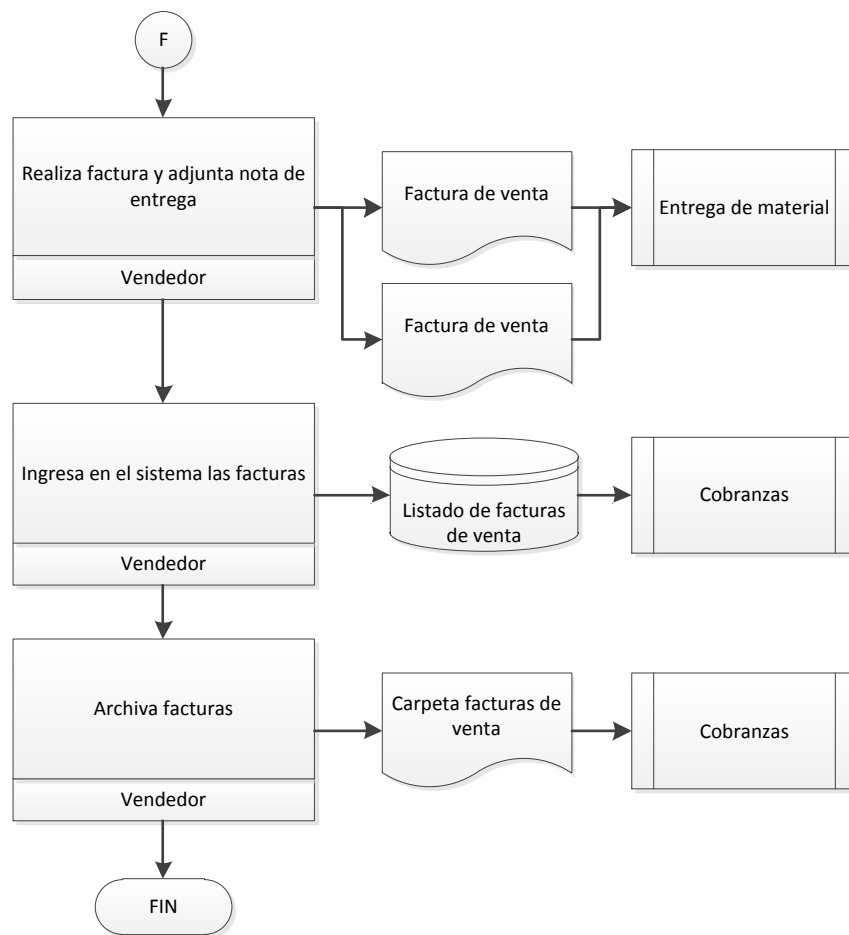 F
Realiza factura y adjunta nota de
entrega
Vendedor
Factura de venta
Entrega de material
Factura de venta
Ingresa en el sistema las facturas
Vendedor
Listado de facturas
de venta
Cobranzas
Archiva facturas
Vendedor
Carpeta facturas de
venta
Cobranzas
FIN